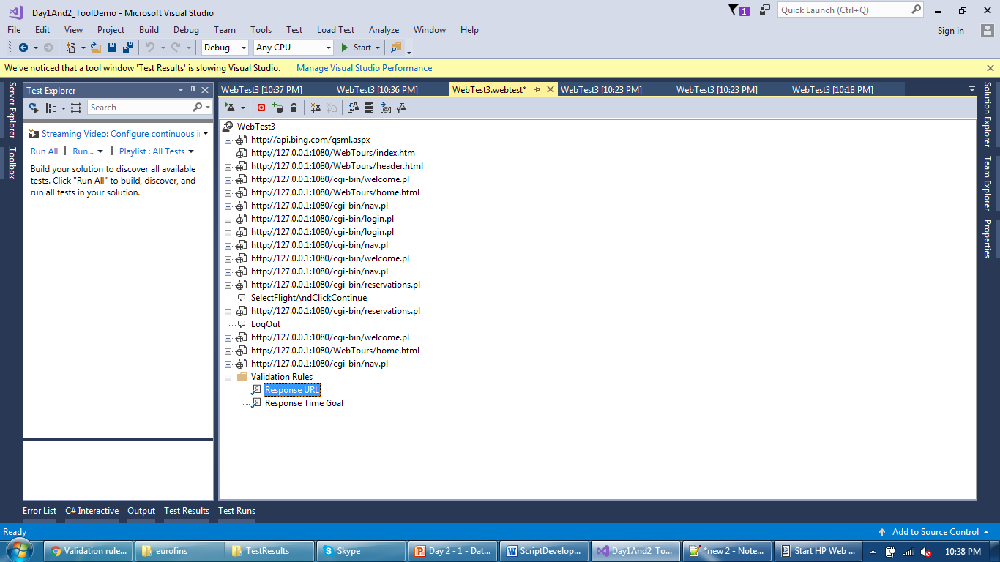 Day1And2_ToolDemo - Microsoft Visual Studio
1
Quick Launch (Ctrl+Q)
File Edit View Project Build Debug Team Tools Test Load Test Analyze Window Help
Sign in
Debug Any CPU Start
We've noticed that a tool window 'Test Results' is slowing Visual Studio. Manage Visual Studio Performance
Server Explorer
Toolbox
Test Explorer
Search
Streaming Video: Configure continuous i
Run All | Run... | Playlist : All Tests
Build your solution to discover all available
tests. Click "Run All" to build, discover, and
run all tests in your solution.
WebTest3 [10:37 PM] WebTest3 [10:36 PM] WebTest3.webtest* WebTest3 [10:23 PM] WebTest3 [10:23 PM] WebTest3 [10:18 PM]
WebTest3
http://api.bing.com/qsml.aspx
http://127.0.0.1:1080/WebTours/index.htm
http://127.0.0.1:1080/WebTours/header.html
http://127.0.0.1:1080/cgi-bin/welcome.pl
http://127.0.0.1:1080/WebTours/home.html
http://127.0.0.1:1080/cgi-bin/nav.pl
http://127.0.0.1:1080/cgi-bin/login.pl
http://127.0.0.1:1080/cgi-bin/login.pl
http://127.0.0.1:1080/cgi-bin/nav.pl
http://127.0.0.1:1080/cgi-bin/welcome.pl
http://127.0.0.1:1080/cgi-bin/nav.pl
http://127.0.0.1:1080/cgi-bin/reservations.pl
SelectFlightAndClickContinue
http://127.0.0.1:1080/cgi-bin/reservations.pl
LogOut
http://127.0.0.1:1080/cgi-bin/welcome.pl
http://127.0.0.1:1080/WebTours/home.html
http://127.0.0.1:1080/cgi-bin/nav.pl
Validation Rules
Response URL
Response Time Goal
Solution Explorer
Team Explorer
Properties
Error List C# Interactive Output Test Results Test Runs
Ready
Add to Source Control
Validation rule... eurofins TestResults Skype Day 2 - 1 - Dat... ScriptDevelop... Day1And2_To... *new 2 - Note... Start HP Web ... 10:38 PM